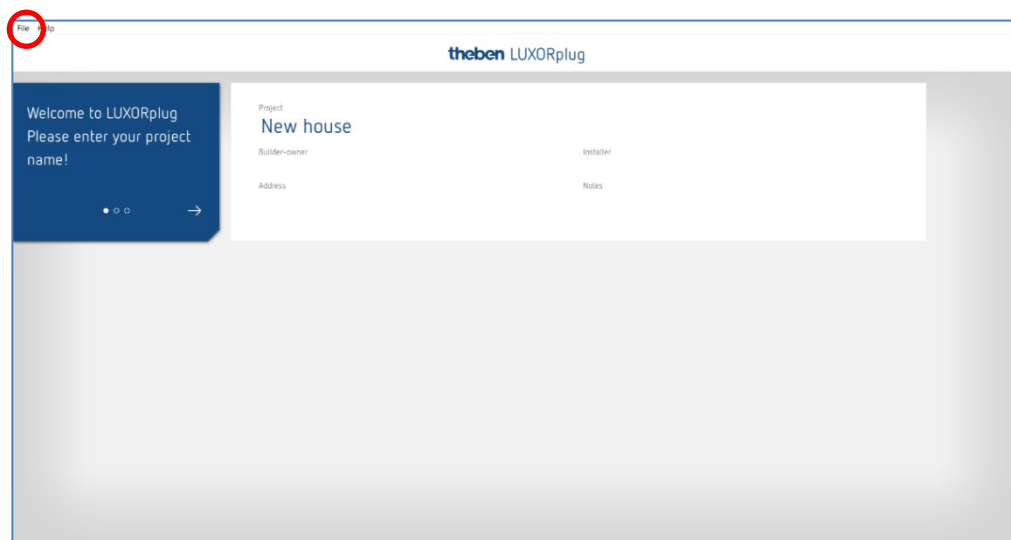 File Help
theben LUXORplug
Welcome to LUXORplug
Please enter your project
name!
Project
New house
Builder-owner
Installer
Address
Notes